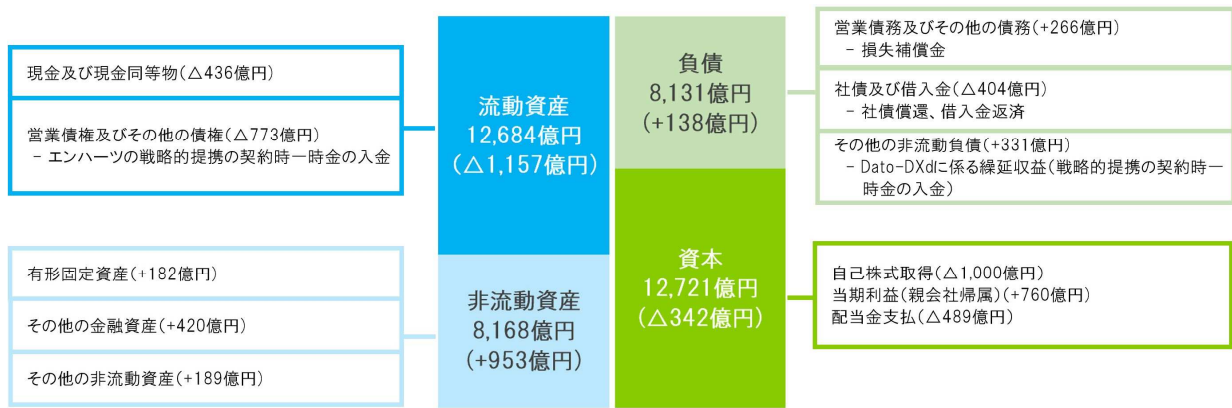 現金及び現金同等物(△436億円)
営業債権及びその他の債権(△773億円)
- エンハーツの戦略的提携の契約時一時金の入金
有形固定資産(+182億円)
その他の金融資産(+420億円)
その他の非流動資産(+189億円)
流動資産
12,684億円
(△1,157億円)
非流動資産
8,168億円
(+953億円)
負債
8,131億円
(+138億円)
資本
12,721億円
(△342億円)
営業債務及びその他の債務(+266億円)
- 損失補償金
社債及び借入金(△404億円)
- 社債償還、借入金返済
その他の非流動負債(+331億円)
- Dato-DXdに係る繰延収益(戦略的提携の契約時一
時金の入金)
自己株式取得(△1,000億円)
当期利益(親会社帰属)(+760億円)
配当金支払(△489億円)